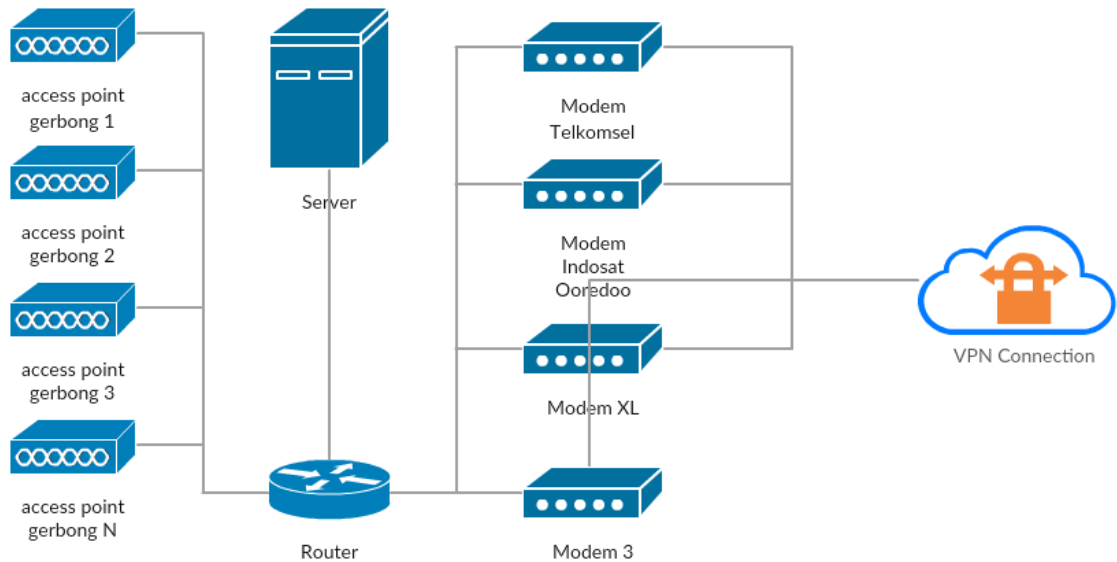 access point
gerbong 1
access point
gerbong 2
access point
gerbong 3
access point
gerbong N
Server
Router
Modem
Telkomsel
Modem
Indosat
Ooredoo
Modem XL
Modem 3
VPN Connection